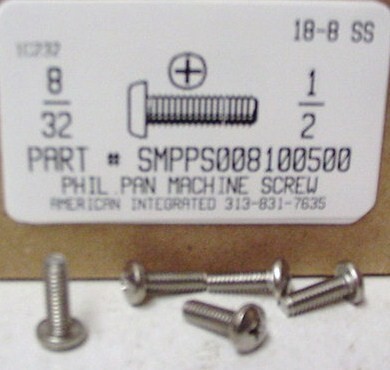 18-8 SS
1C232
8/32
1/2
PART # SMPPS008100500
PHIL PAN MACHINE SCREW
AMERICAN INTEGRATED 313-831-7635